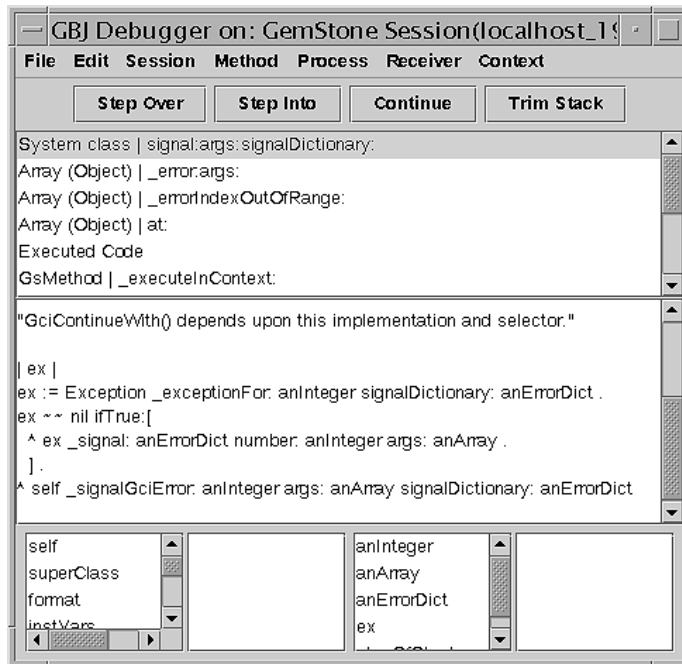 GBJ Debugger on: GemStone Session(localhost_19
File Edit Session Method Process Receiver Context
Step Over Step Into Continue Trim Stack
System class | signal:args:signalDictionary:
Array (Object) | _error:args:
Array (Object) | _errorIndexOutOfRange:
Array (Object) | at:
Executed Code
GsMethod | _executeInContext:
"GciContinueWith() depends upon this implementation and selector."
| ex |
ex := Exception _exceptionFor: anInteger signalDictionary: anErrorDict .
ex ~~ nil ifTrue:[
^ ex _signal: anErrorDict number: anInteger args: anArray .
] .
^ self _signalGciError: anInteger args: anArray signalDictionary: anErrorDict
self
superClass
format
instVars
anInteger
anArray
anErrorDict
ex